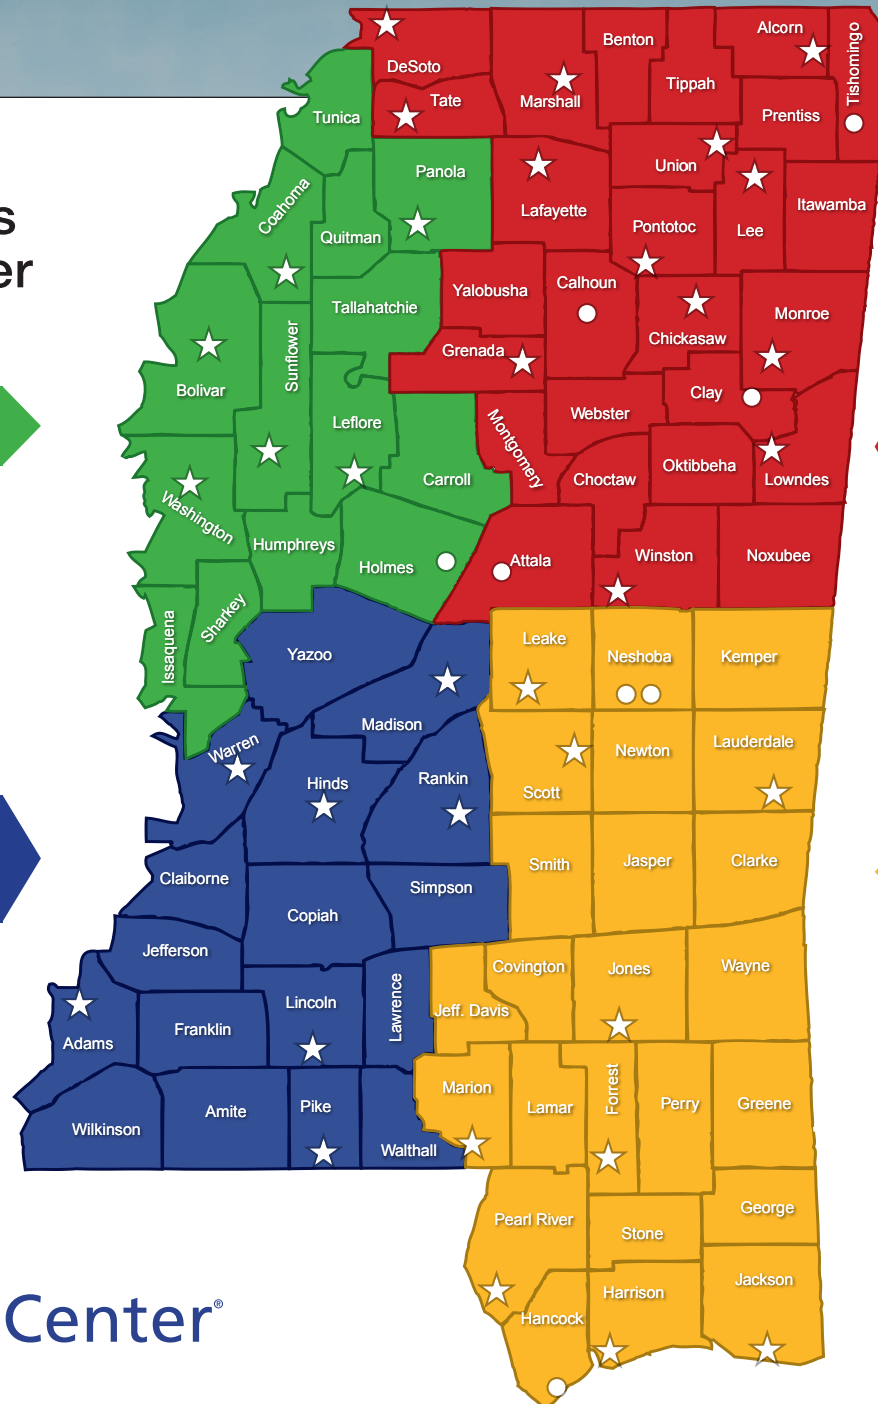 s
er
DeSoto
Benton
Alcorn
Tishomingo
Tate
Marshall
Tippah
Prentiss
Tunica
Panola
Union
Coahoma
Lafayette
Pontotoc
Lee
Itawamba
Quitman
Yalobusha
Calhoun
Tallahatchie
Chickasaw
Monroe
Sunflower
Grenada
Bolivar
Clay
Leflore
Webster
Montgomery
Carroll
Choctaw
Oktibbeha
Lowndes
Washington
Humphreys
Holmes
Attala
Winston
Noxubee
Issaquena
Sharkey
Yazoo
Leake
Neshoba
Kemper
Madison
Warren
Hinds
Rankin
Scott
Newton
Lauderdale
Claiborne
Simpson
Smith
Jasper
Clarke
Copiah
Jefferson
Covington
Jones
Wayne
Lincoln
Lawrence
Jeff. Davis
Adams
Franklin
Marion
Lamar
Forrest
Perry
Greene
Wilkinson
Amite
Pike
Walthall
Pearl River
Stone
George
Hancock
Harrison
Jackson
Center®